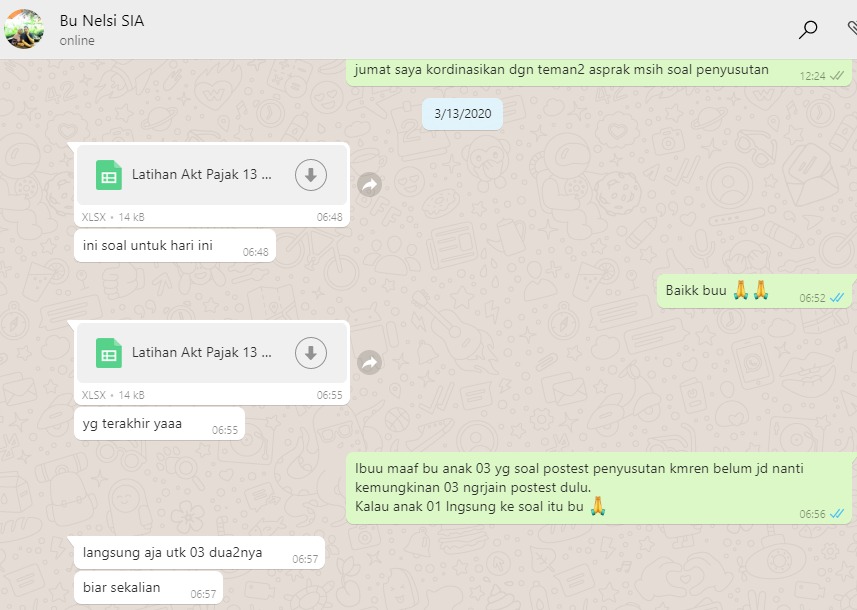 Bu Nelsi SIA
online
jumat saya kordinasikan dgn teman2 asprak msih soal penyusutan
12:24
3/13/2020
Latihan Akt Pajak 13 ...
XLSX • 14 kB
06:48
ini soal untuk hari ini
06:48
Baikk buu 🙏🙏
06:52
Latihan Akt Pajak 13 ...
XLSX • 14 kB
06:55
yg terakhir yaaa
06:55
Ibuu maaf bu anak 03 yg soal postest penyusutan kmren belum jd nanti
kemungkinan 03 ngrjain postest dulu.
Kalau anak 01 lngsung ke soal itu bu 🙏
06:56
langsung aja utk 03 dua2nya
06:57
biar sekalian
06:57